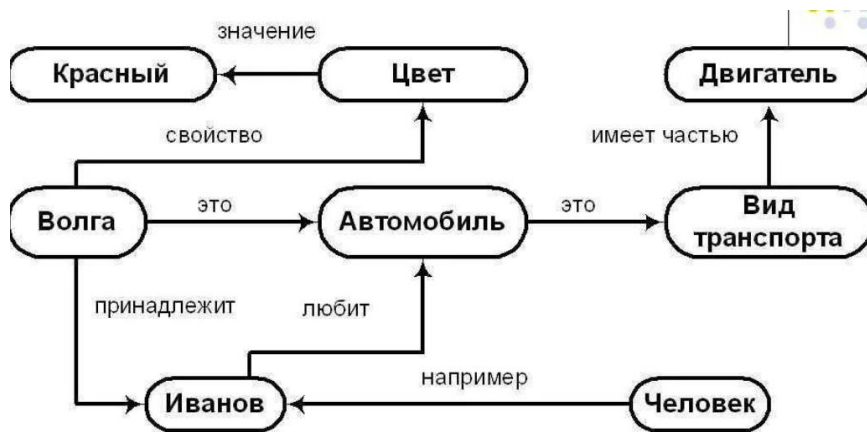 значение
Красный
Цвет
Двигатель
свойство
имеет частью
Волга
это
Автомобиль
это
Вид
транспорта
принадлежит
любит
например
Иванов
Человек